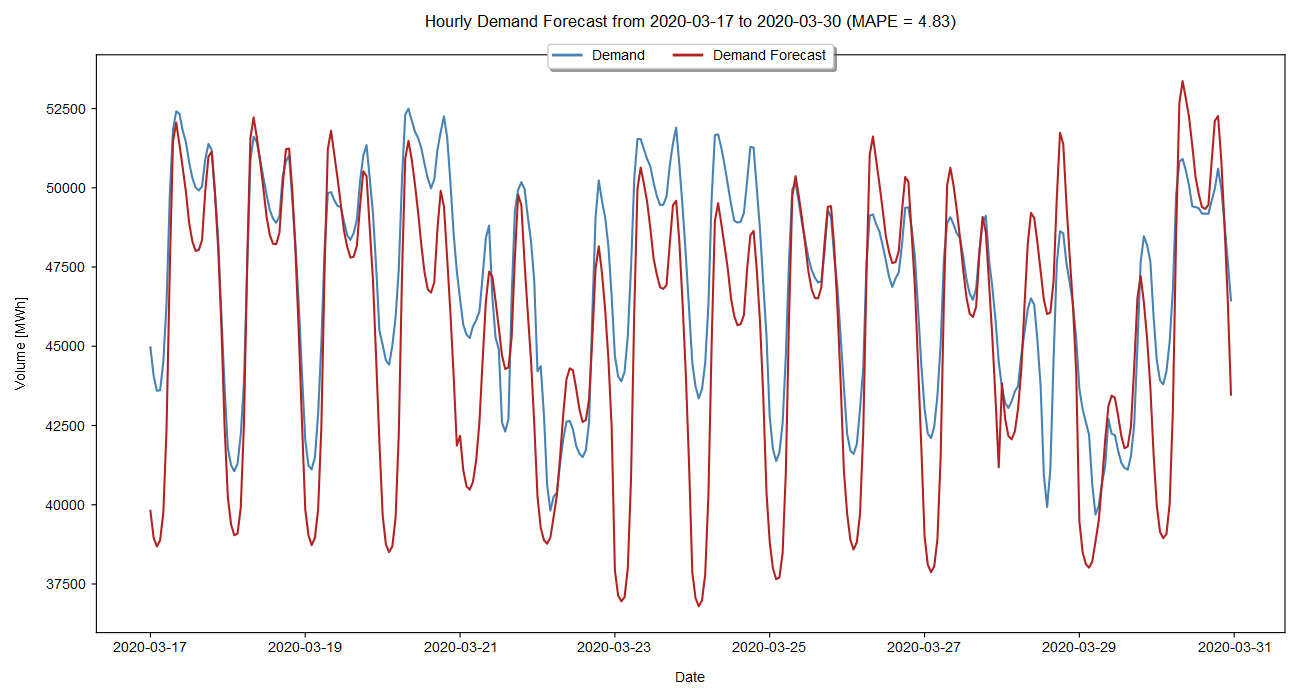 Hourly Demand Forecast from 2020-03-17 to 2020-03-30 (MAPE = 4.83)
Demand Demand Forecast
52500
50000
47500
45000
42500
40000
37500
Volume [MWh]
2020-03-17 2020-03-19 2020-03-21 2020-03-23 2020-03-25 2020-03-27 2020-03-29 2020-03-31
Date